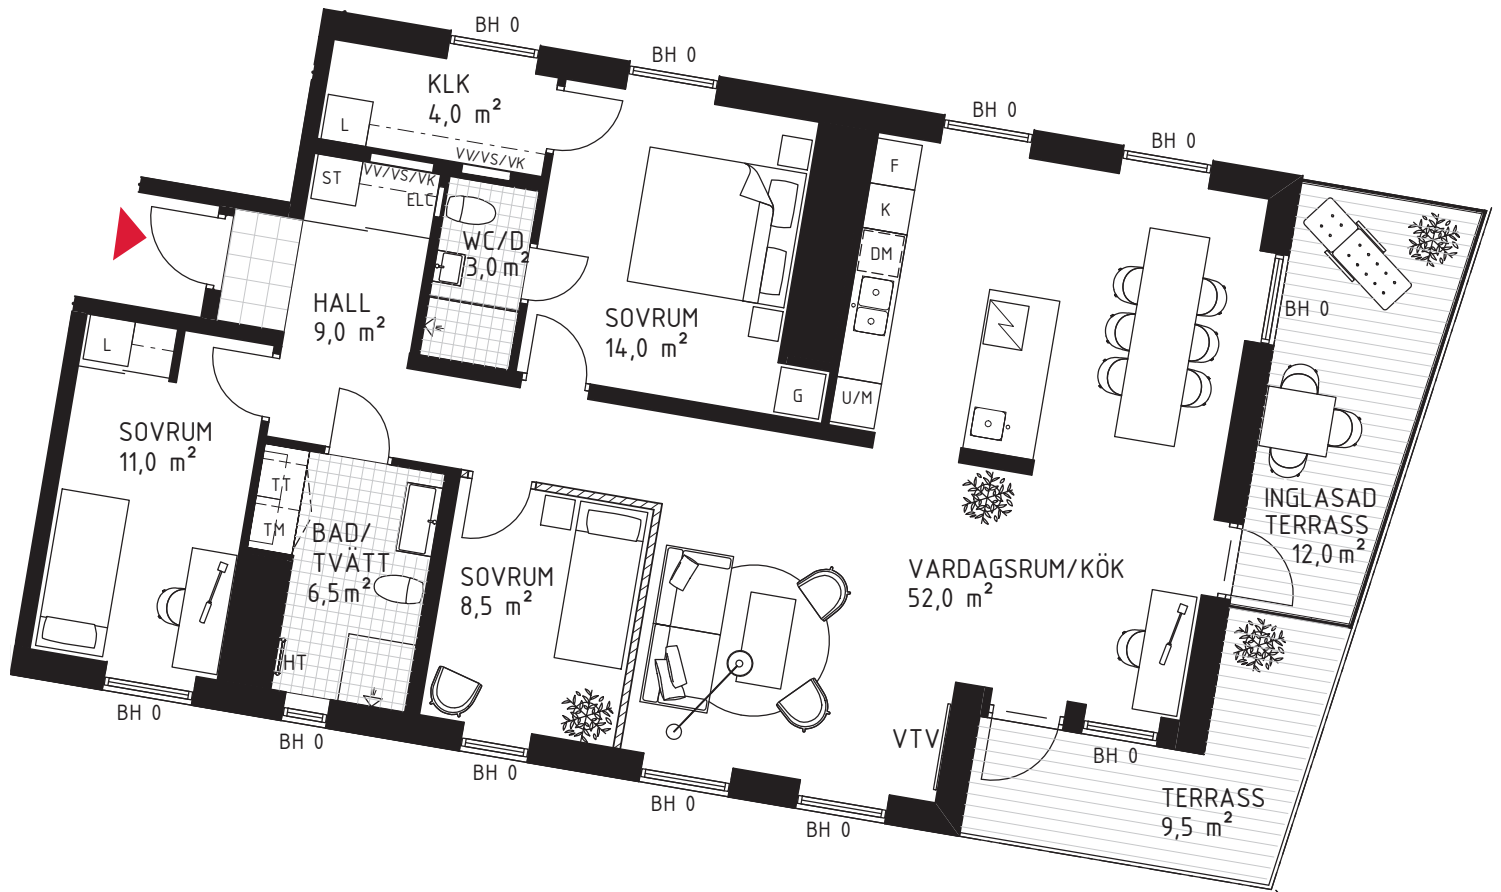 BH 0
BH 0
BH 0
BH 0
KLK
4,0 m²
L
VV/VS/VK
VV/VS/VK
ST
ELC
WC/D
3,0 m²
F
K
DM
U/M
G
HALL
9,0 m²
SOVRUM
14,0 m²
BH 0
L
SOVRUM
11,0 m²
TT
TM
BAD/
TVÄTT
6,5 m²
HT
SOVRUM
8,5 m²
VARDAGSRUM/KÖK
52,0 m²
INGLASAD
TERRASS
12,0 m²
VTV
TERRASS
9,5 m²
BH 0
BH 0
BH 0
BH 0
BH 0
BH 0